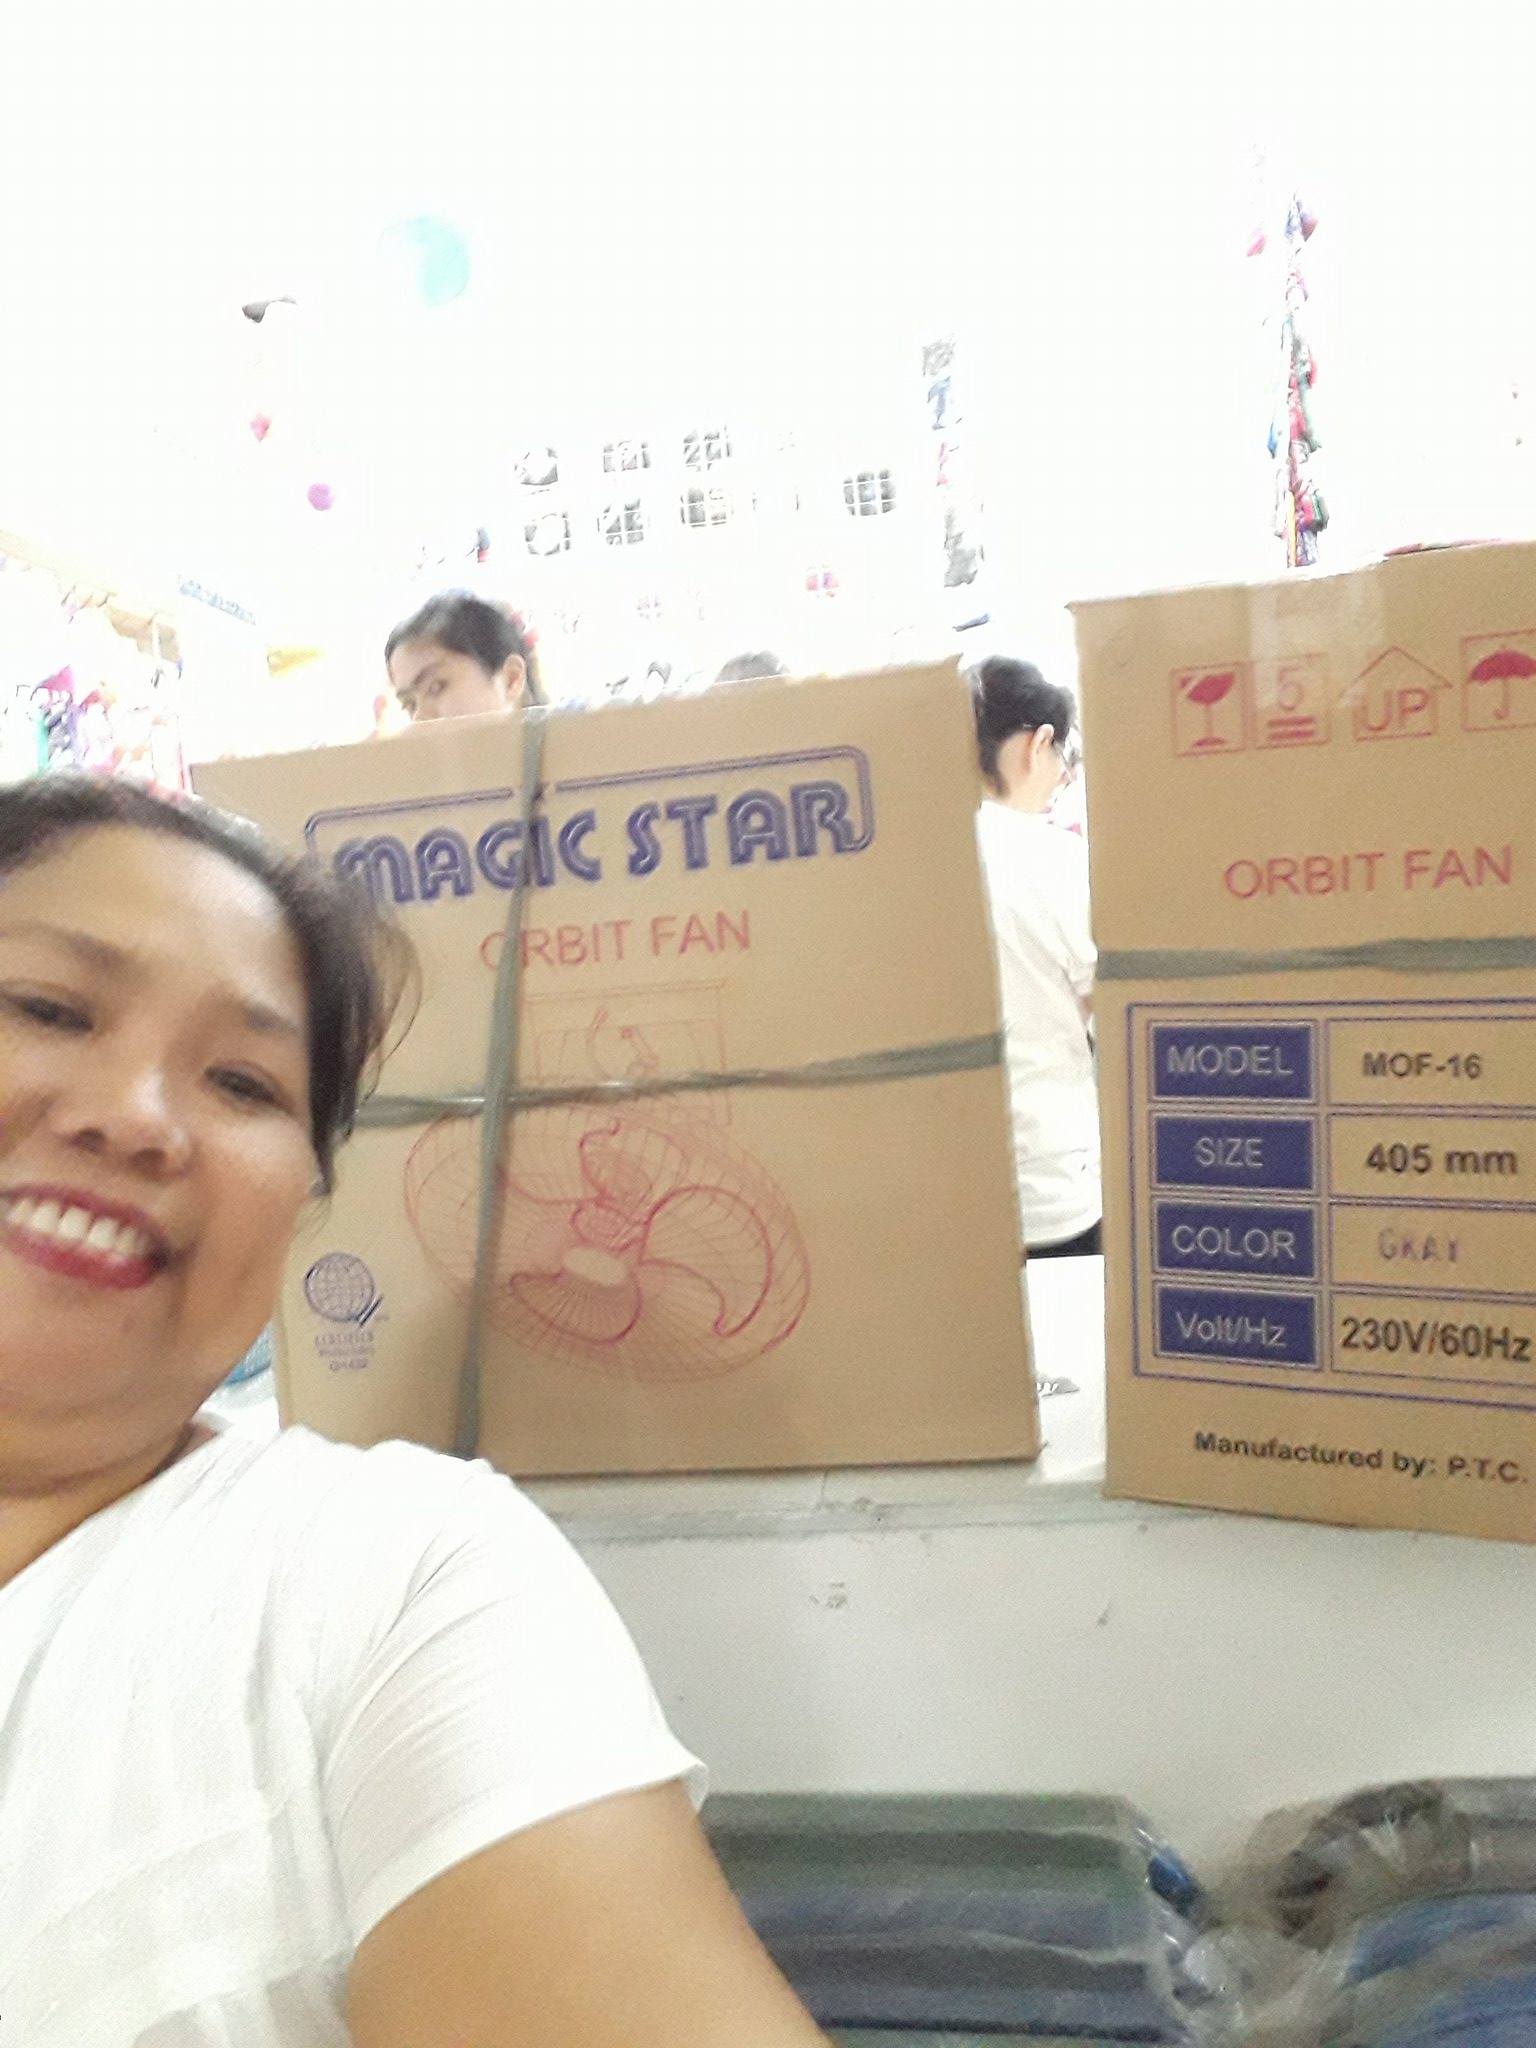 MAGIC STAR
ORBIT FAN
5
UP
ORBIT FAN
MODEL MOF-16
SIZE 405 mm
COLOR GRAY
Volt/Hz 230V/60Hz
Manufactured by: P.T.C.